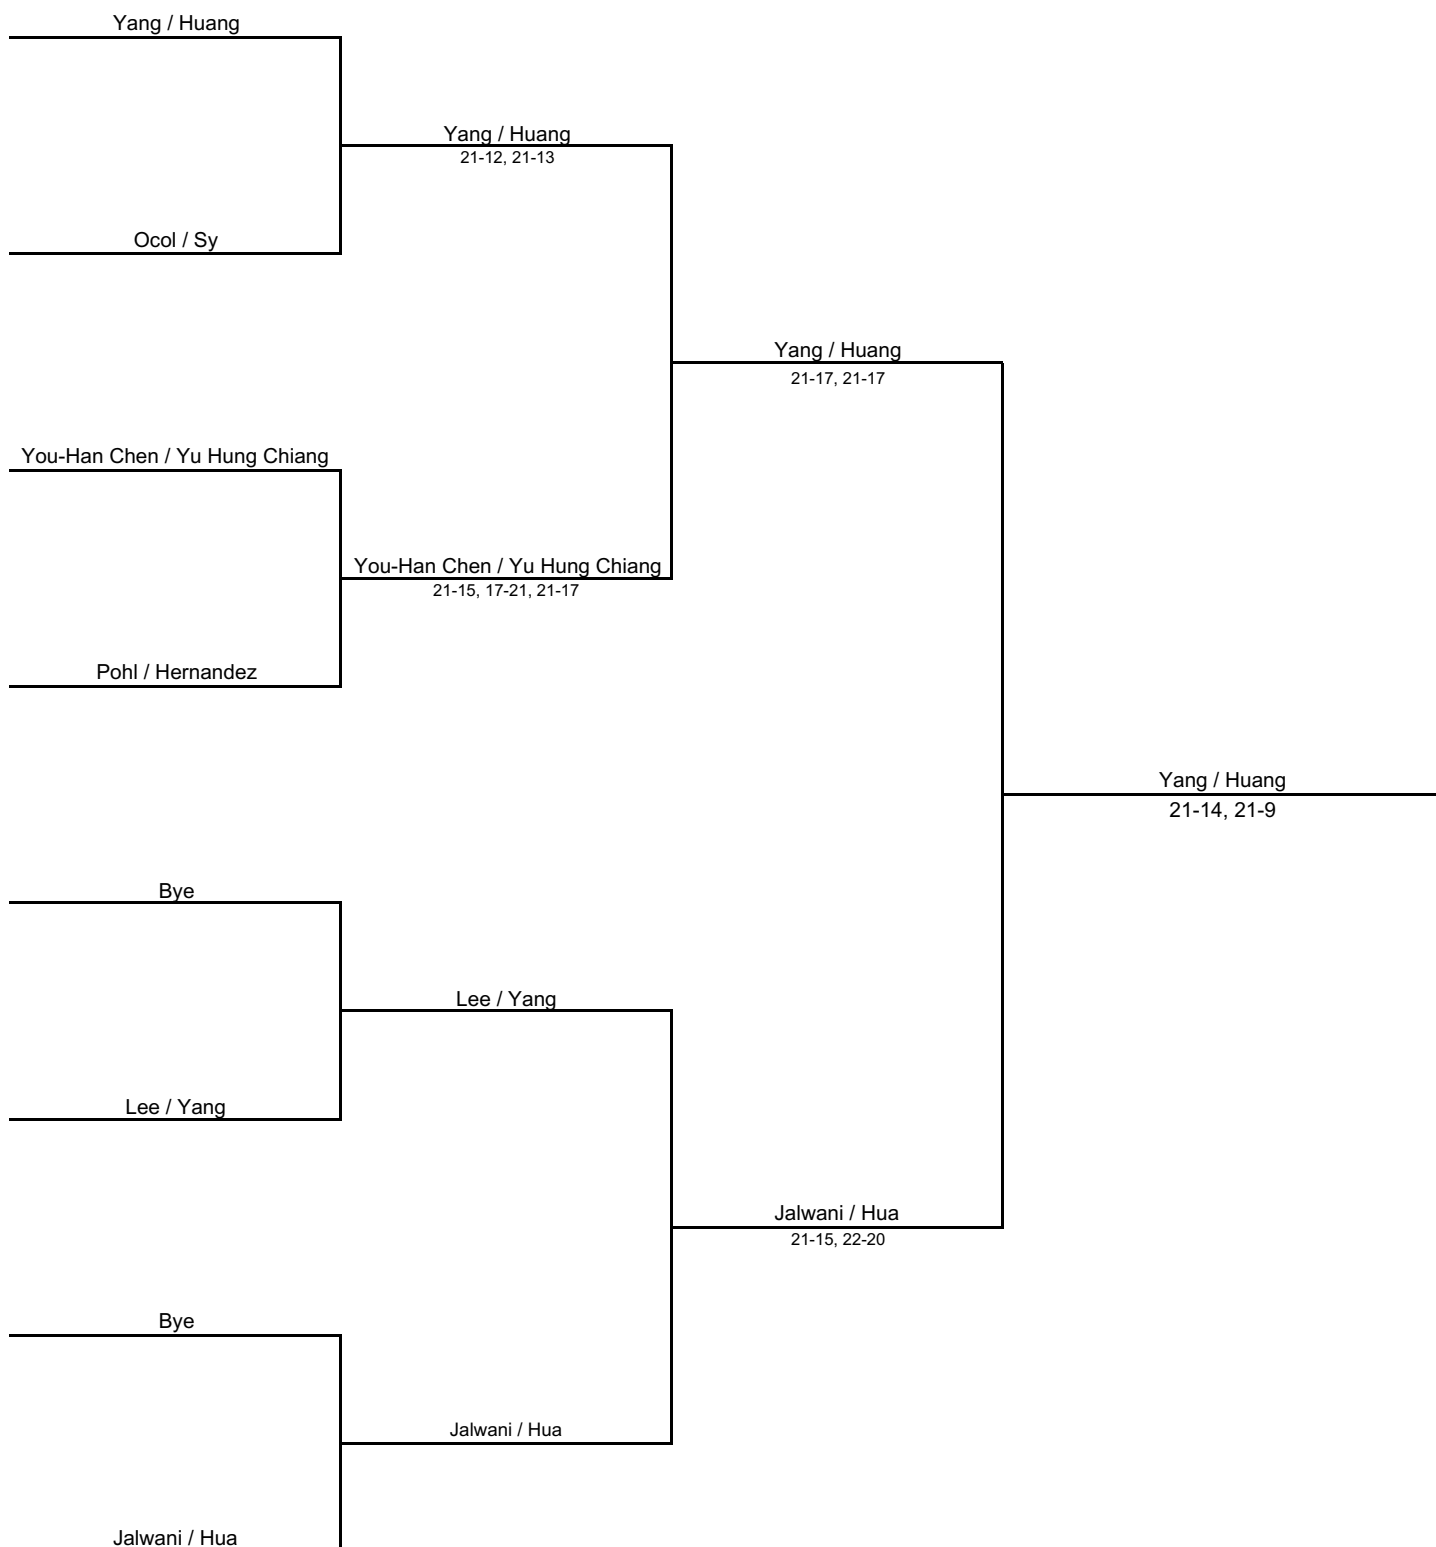 Yang / Huang
Yang / Huang
21-12, 21-13
Ocol / Sy
Yang / Huang
21-17, 21-17
You-Han Chen / Yu Hung Chiang
You-Han Chen / Yu Hung Chiang
21-15, 17-21, 21-17
Pohl / Hernandez
Yang / Huang
21-14, 21-9
Bye
Lee / Yang
Lee / Yang
Jalwani / Hua
21-15, 22-20
Bye
Jalwani / Hua
Jalwani / Hua